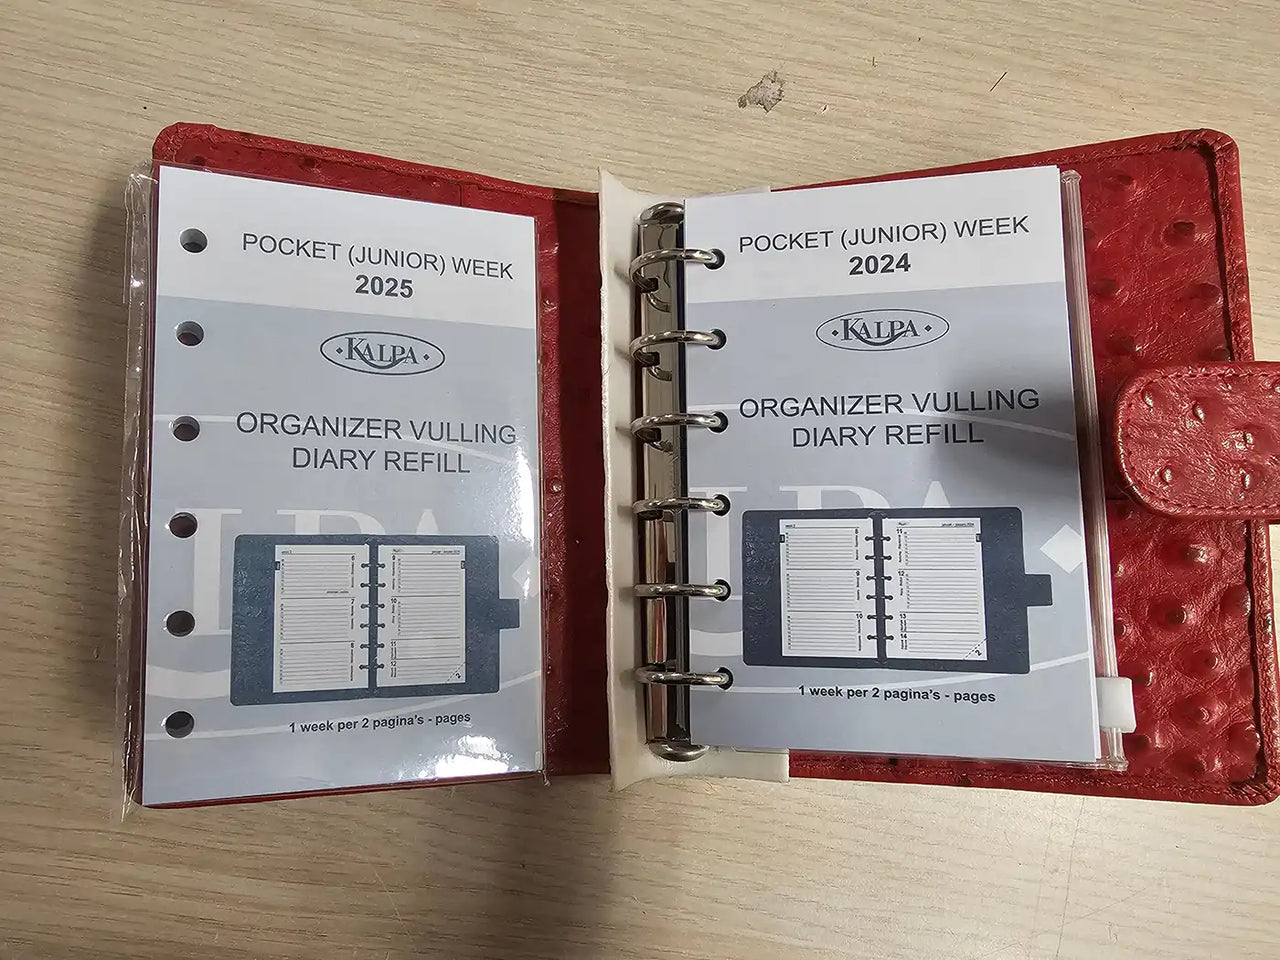 POCKET (JUNIOR) WEEK
2025
KALPA
ORGANIZER VULLING
DIARY REFILL
1 week per 2 pagina's - pages
POCKET (JUNIOR) WEEK
2024
KALPA
ORGANIZER VULLING
DIARY REFILL
1 week per 2 pagina's - pages